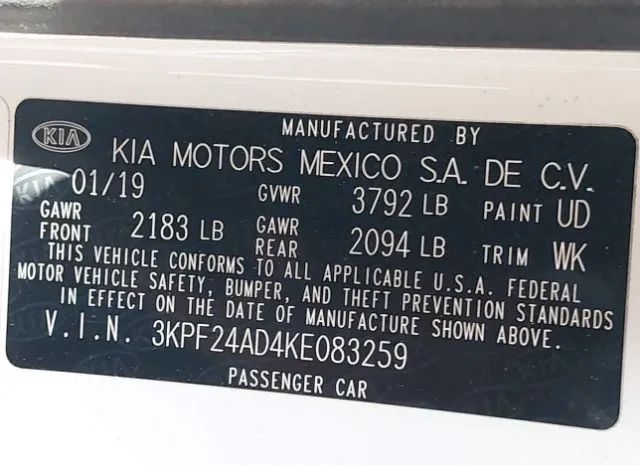 KIA
MANUFACTURED BY
KIA MOTORS MEXICO S.A. DE C.V.
01/19 GVWR 3792 LB PAINT UD
GAWR FRONT 2183 LB GAWR REAR 2094 LB TRIM WK
THIS VEHICLE CONFORMS TO ALL APPLICABLE U.S.A. FEDERAL
MOTOR VEHICLE SAFETY, BUMPER, AND THEFT PREVENTION STANDARDS
IN EFFECT ON THE DATE OF MANUFACTURE SHOWN ABOVE.
V.I.N. 3KPF24AD4KE083259
PASSENGER CAR